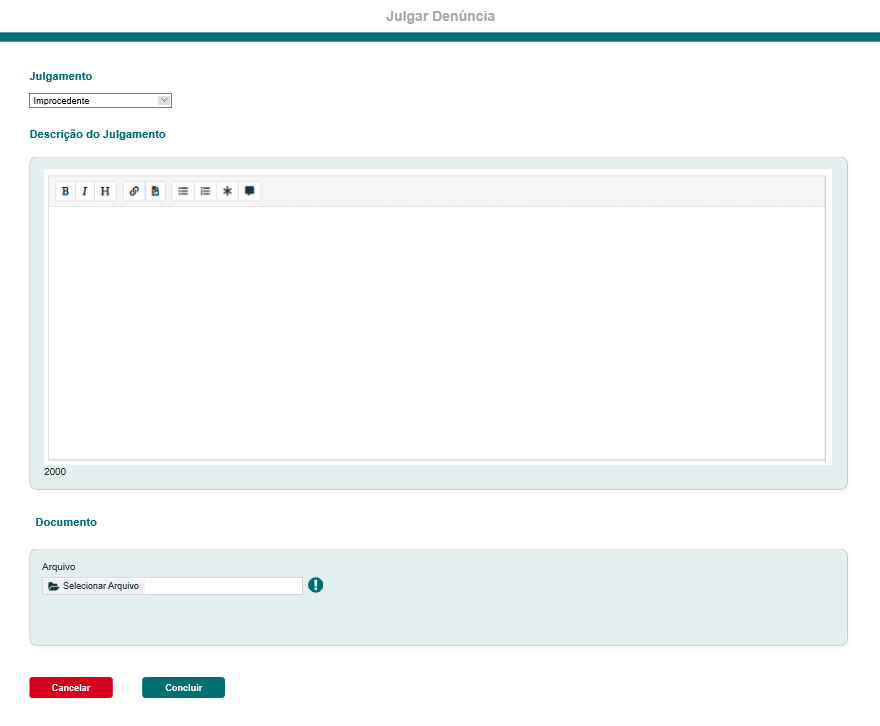 Julgar Denúncia
Julgamento
Improcedente
Descrição do Julgamento
B I H
2000
Documento
Arquivo
Selecionar Arquivo
Cancelar
Concluir